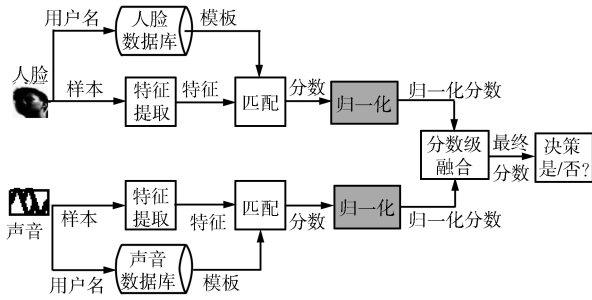 用户名
人脸
数据库
模板
人脸
样本
特征
提取
特征
匹配
分数
归一化
归一化分数
分数级
融合
最终
分数
决策
是/否?
声音
样本
特征
提取
特征
匹配
分数
归一化
归一化分数
用户名
声音
数据库
模板